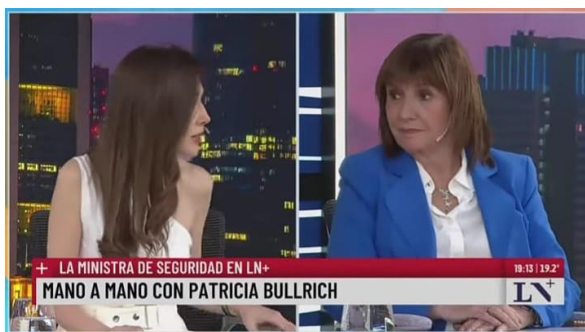 + LA MINISTRA DE SEGURIDAD EN LN+
19:13 | 19.2°
MANO A MANO CON PATRICIA BULLRICH
LN+